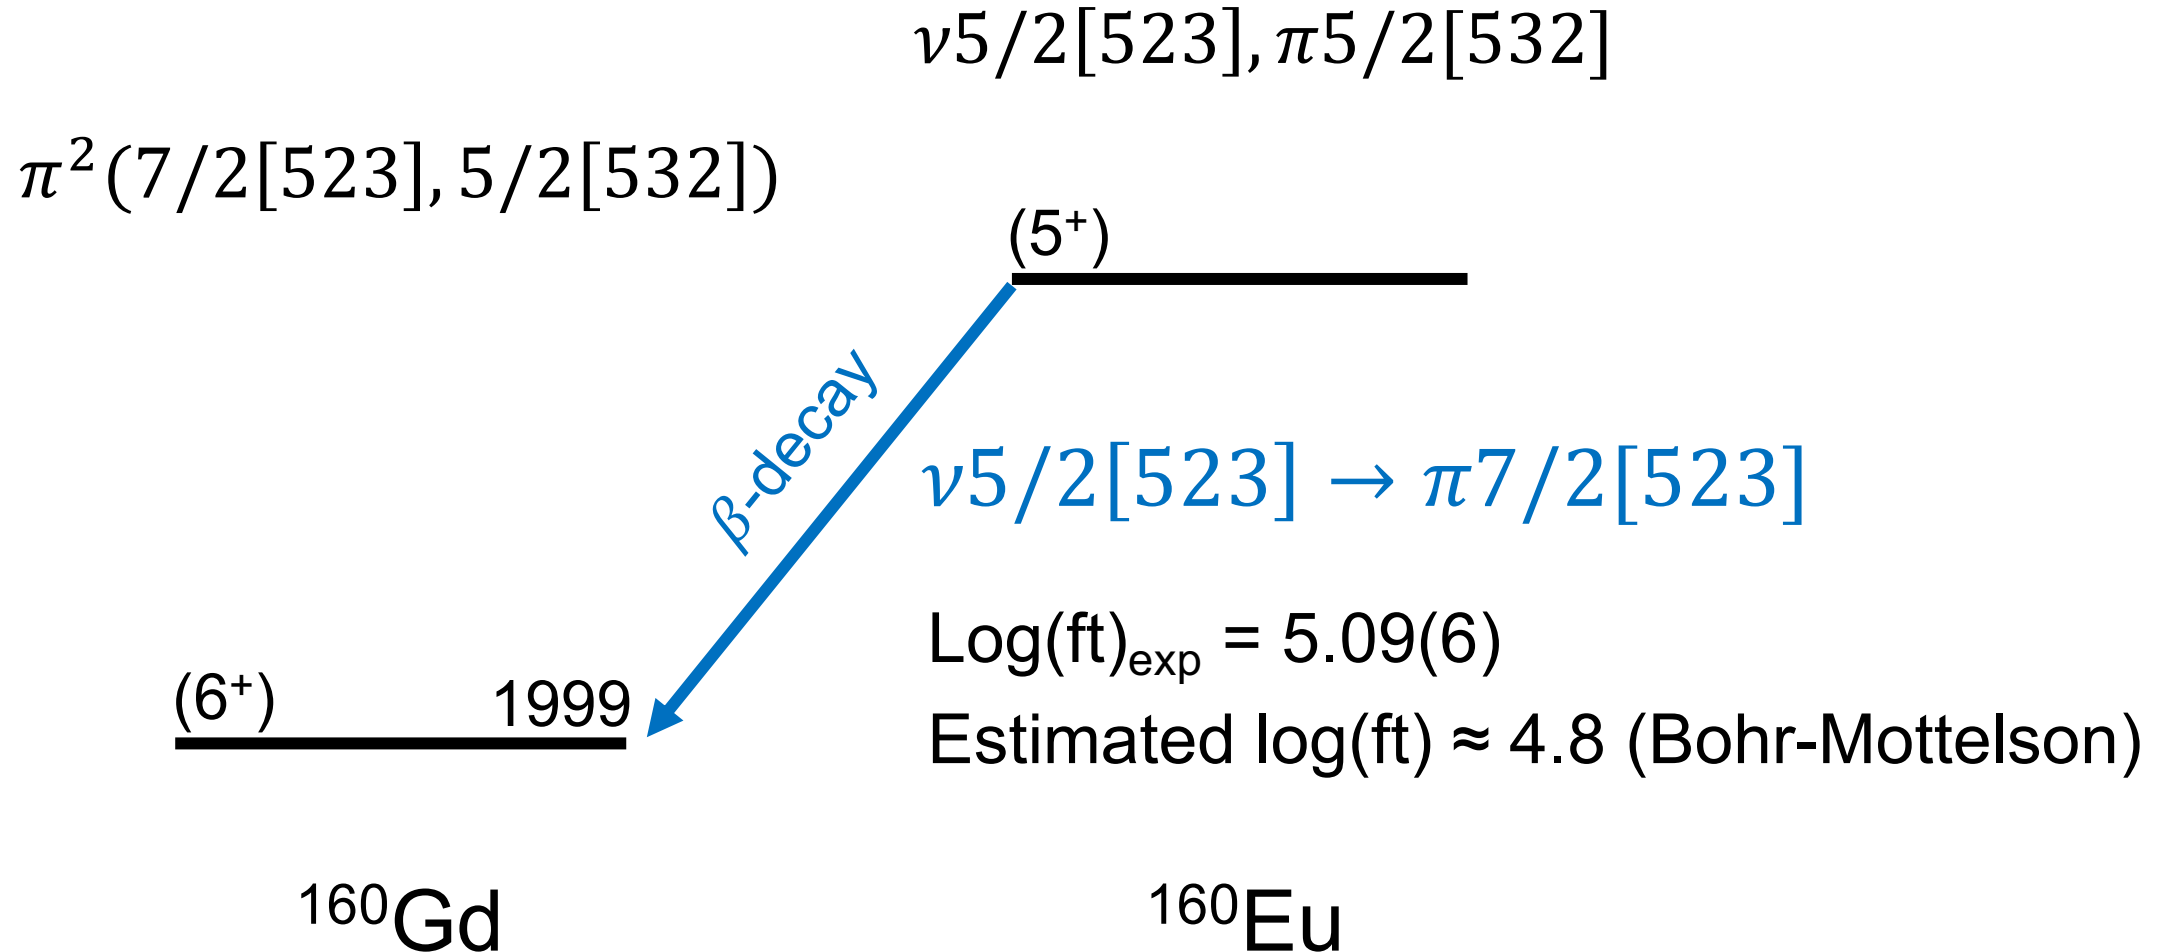 ν5/2[523], π5/2[532]
π²(7/2[523], 5/2[532])
(5⁺)
β-decay
ν5/2[523] → π7/2[523]
Log(ft)ₑₓₚ = 5.09(6)
(6⁺) 1999
Estimated log(ft) ≈ 4.8 (Bohr-Mottelson)
¹⁶⁰Gd ¹⁶⁰Eu